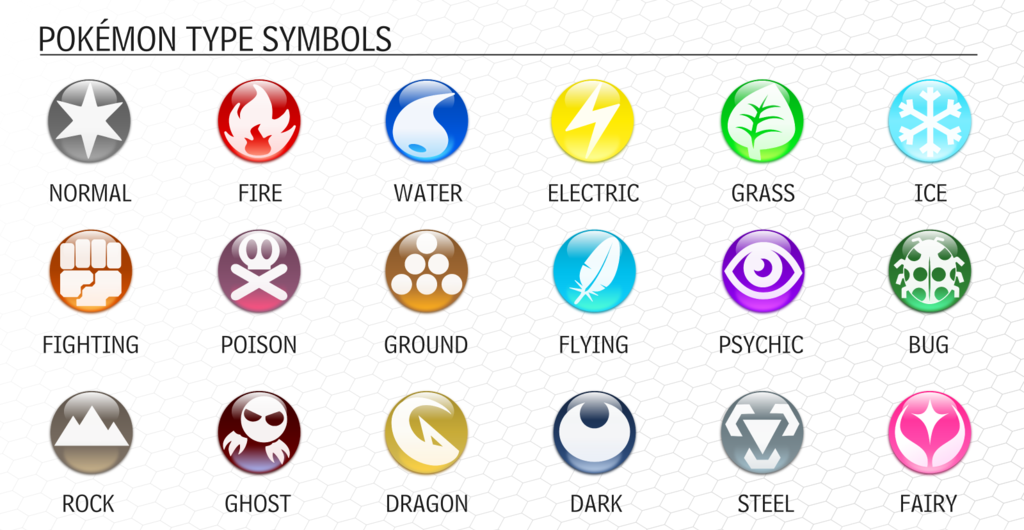 POKÉMON TYPE SYMBOLS
NORMAL FIRE WATER ELECTRIC GRASS ICE
FIGHTING POISON GROUND FLYING PSYCHIC BUG
ROCK GHOST DRAGON DARK STEEL FAIRY